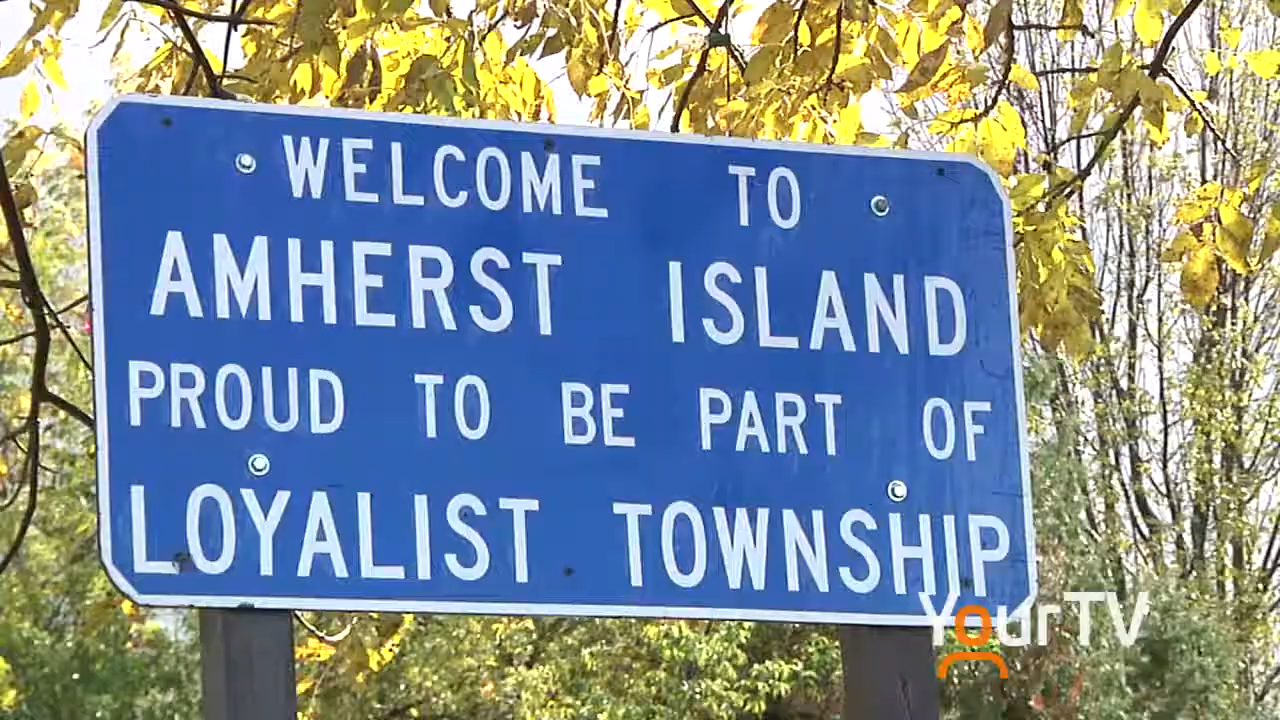 WELCOME TO
AMHERST ISLAND
PROUD TO BE PART OF
LOYALIST TOWNSHIP
YourTV